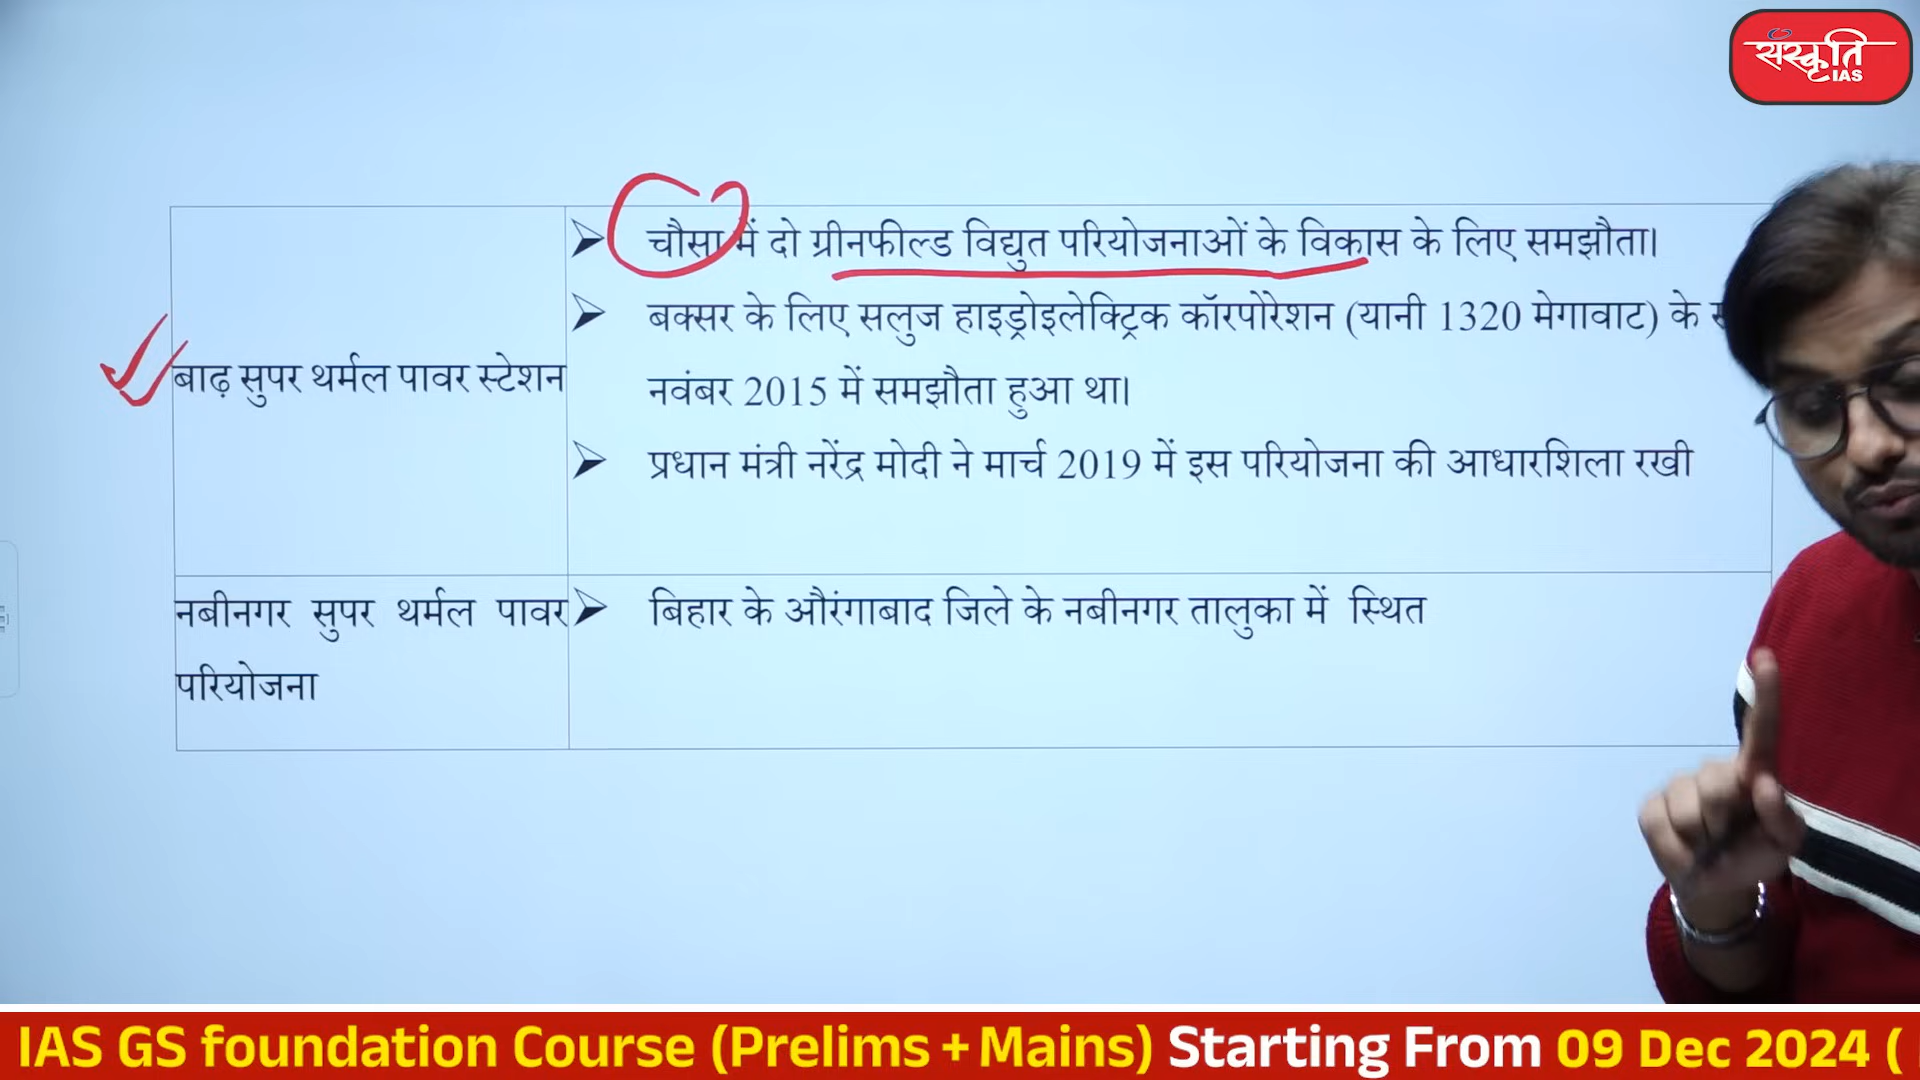 संस्कृति
IAS
चौसा में दो ग्रीनफील्ड विद्युत परियोजनाओं के विकास के लिए समझौता।
बक्सर के लिए सलुज हाइड्रोइलेक्ट्रिक कॉरपोरेशन (यानी 1320 मेगावाट) के
बाढ़ सुपर थर्मल पावर स्टेशन
नवंबर 2015 में समझौता हुआ था।
प्रधान मंत्री नरेंद्र मोदी ने मार्च 2019 में इस परियोजना की आधारशिला रखी
नबीनगर सुपर थर्मल पावर
परियोजना
बिहार के औरंगाबाद जिले के नबीनगर तालुका में स्थित
IAS GS foundation Course (Prelims + Mains) Starting From 09 Dec 2024 (